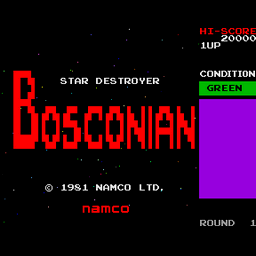 HI-SCORE
20000
1UP
STAR DESTROYER
CONDITION
BOSCONIAN
GREEN
© 1981 NAMCO LTD.
namco
ROUND 1